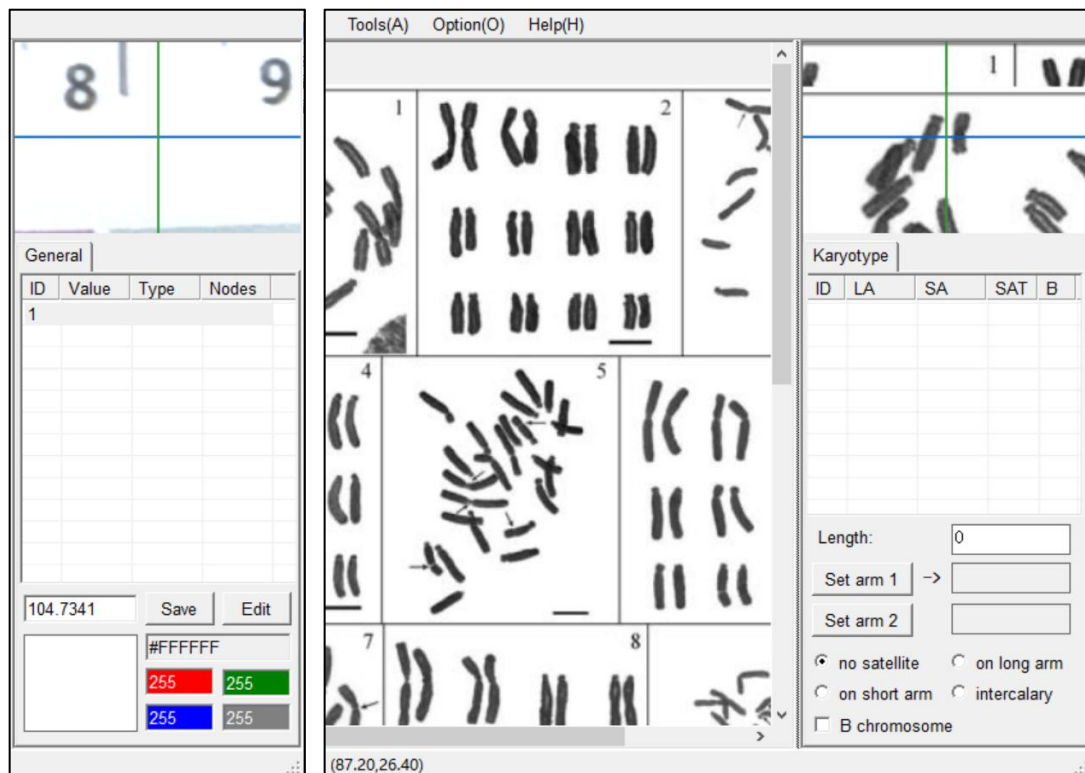 8 9
General
ID Value Type Nodes
1
104.7341 Save Edit
#FFFFFF
255 255
255 255
Tools(A) Option(O) Help(H)
1 2
4 5
7 8
(87.20,26.40)
1
Karyotype
ID LA SA SAT B
Length: 0
Set arm 1 ->
Set arm 2
no satellite on long arm
on short arm intercalary
B chromosome